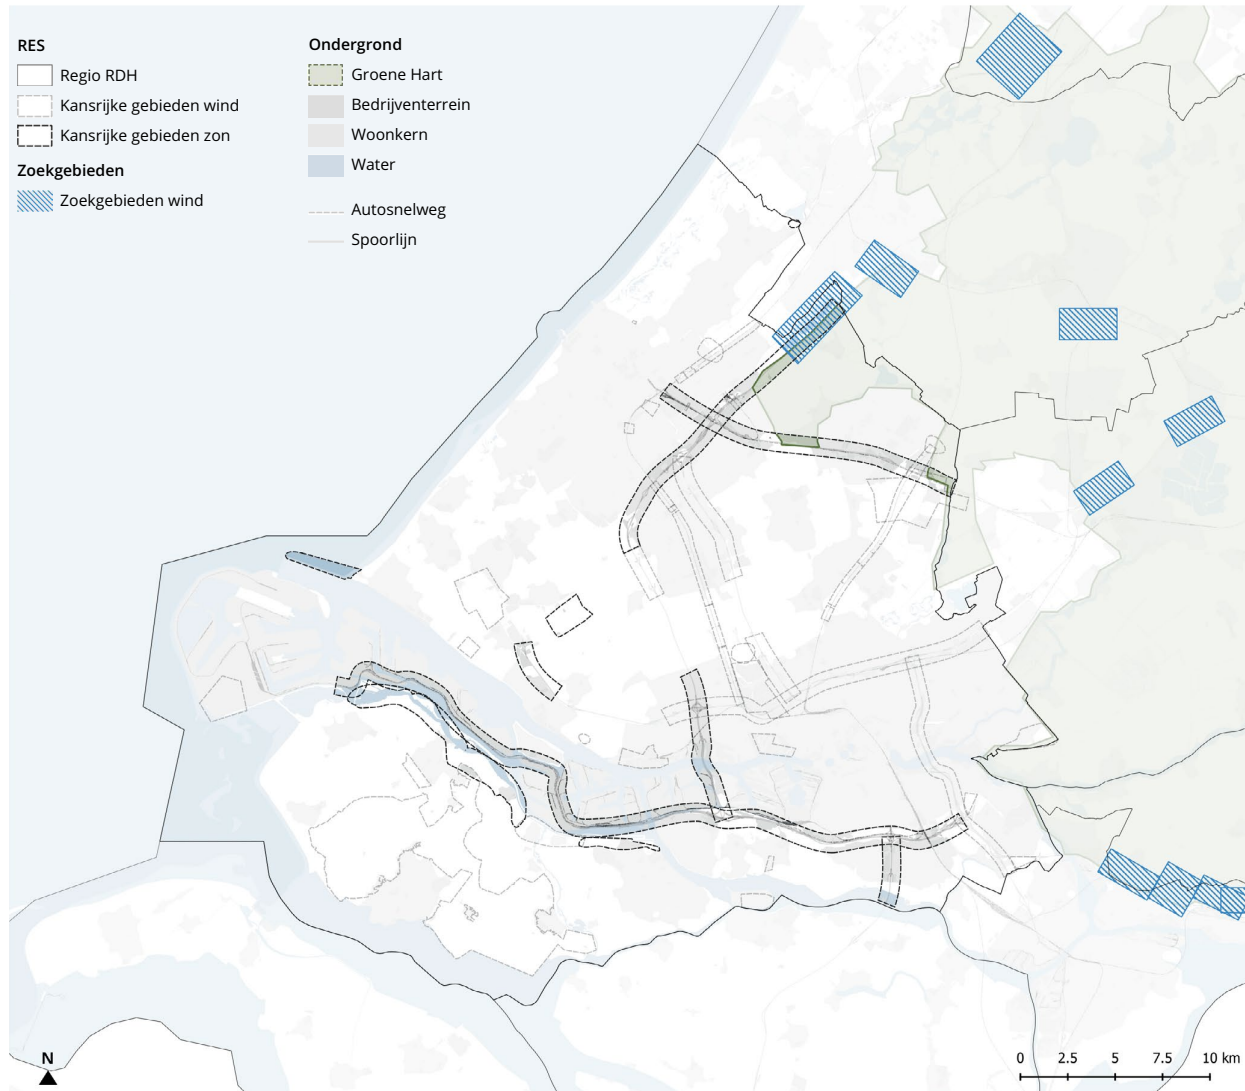 RES
Regio RDH
Kansrijke gebieden wind
Kansrijke gebieden zon
Zoekgebieden
Zoekgebieden wind
Ondergrond
Groene Hart
Bedrijventerrein
Woonkern
Water
Autosnelweg
Spoorlijn
N
0 2.5 5 7.5 10 km